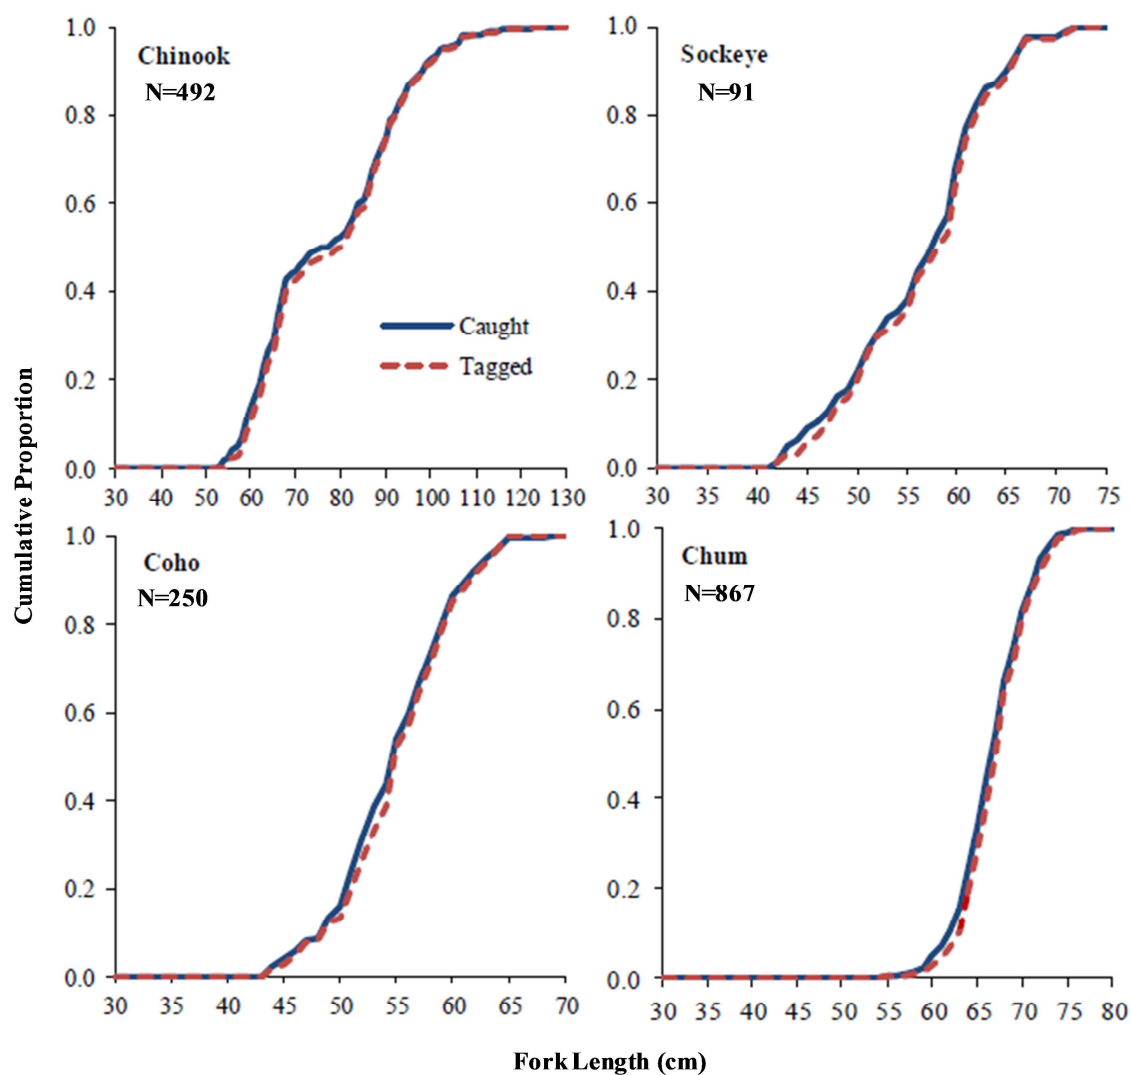 Cumulative Proportion
Chinook
N=492
1.0
0.8
0.6
0.4
0.2
0.0
30 40 50 60 70 80 90 100 110 120 130
Caught
Tagged
Sockeye
N=91
1.0
0.8
0.6
0.4
0.2
0.0
30 35 40 45 50 55 60 65 70 75
Coho
N=250
1.0
0.8
0.6
0.4
0.2
0.0
30 35 40 45 50 55 60 65 70
Chum
N=867
1.0
0.8
0.6
0.4
0.2
0.0
30 35 40 45 50 55 60 65 70 75 80
Fork Length (cm)